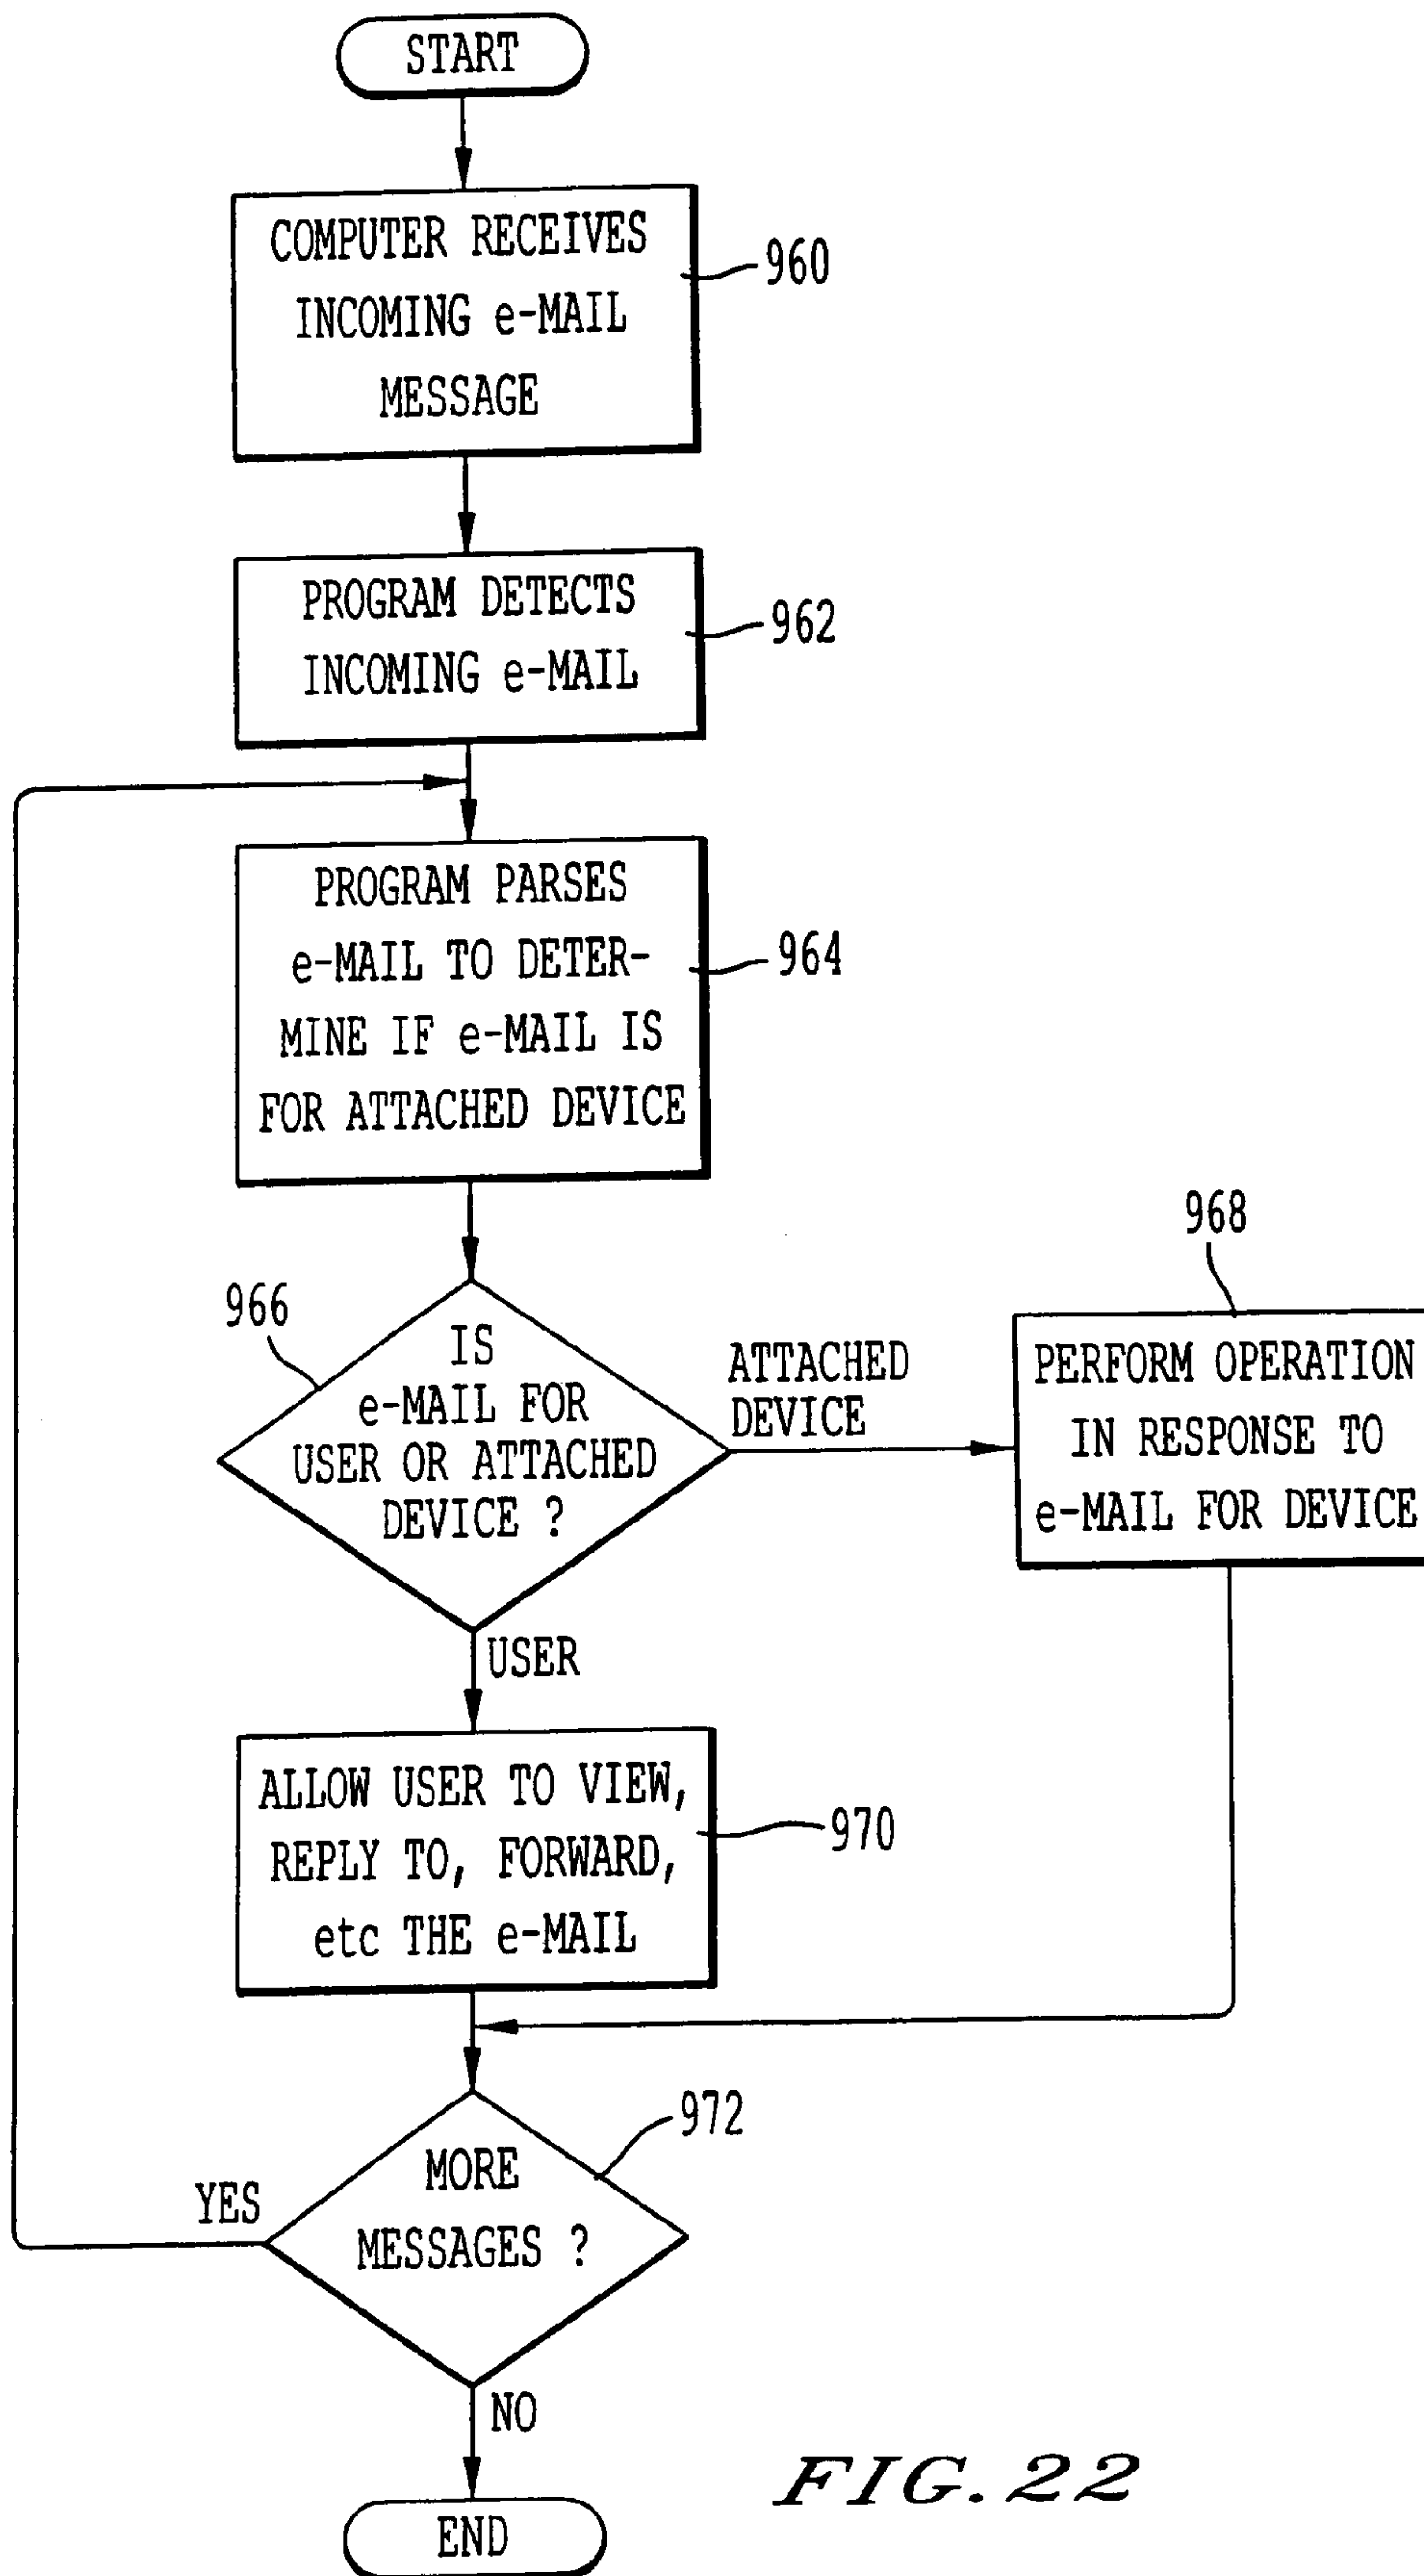 START
COMPUTER RECEIVES
INCOMING e-MAIL
MESSAGE
960
PROGRAM DETECTS
INCOMING e-MAIL
962
PROGRAM PARSES
e-MAIL TO DETER-
MINE IF e-MAIL IS
FOR ATTACHED DEVICE
964
966
IS
e-MAIL FOR
USER OR ATTACHED
DEVICE ?
ATTACHED
DEVICE
968
PERFORM OPERATION
IN RESPONSE TO
e-MAIL FOR DEVICE
USER
ALLOW USER TO VIEW,
REPLY TO, FORWARD,
etc THE e-MAIL
970
972
MORE
MESSAGES ?
YES
NO
END
FIG. 22